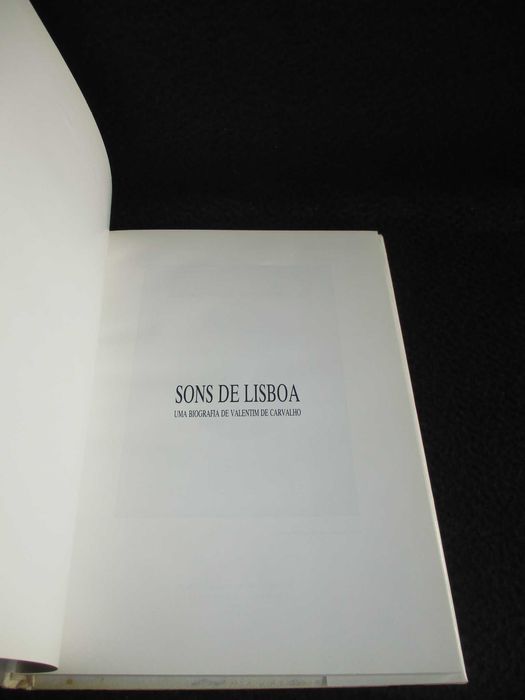 SONS DE LISBOA
UMA BIOGRAFIA DE VALENTIM DE CARVALHO